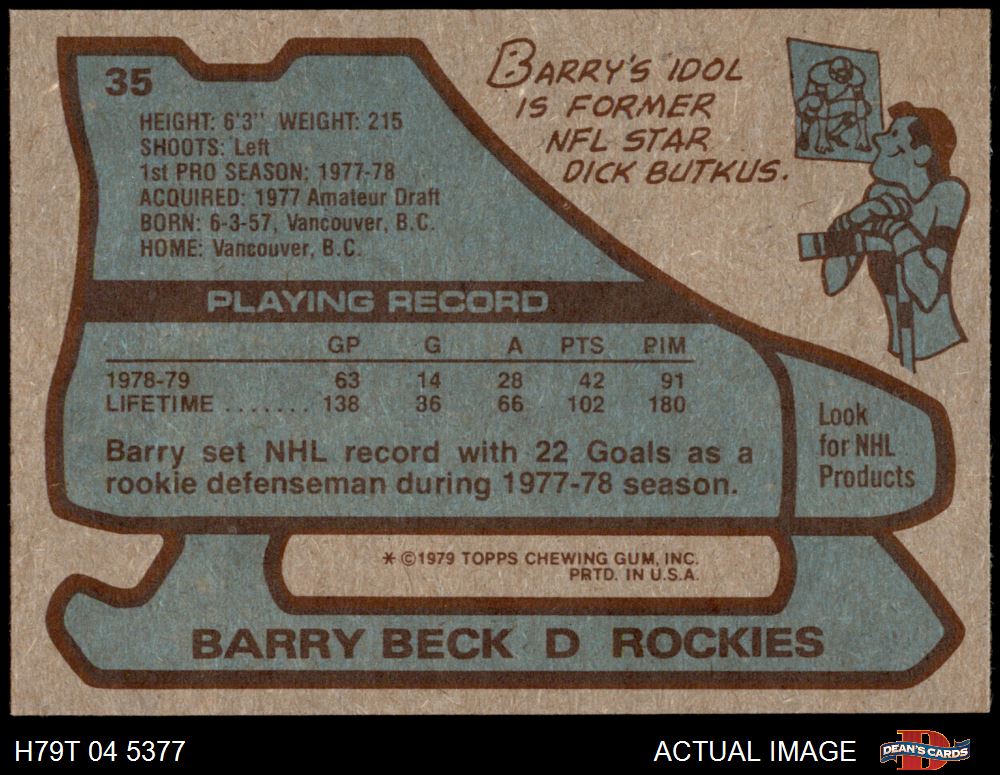 35
HEIGHT: 6'3" WEIGHT: 215
SHOOTS: Left
1st PRO SEASON: 1977-78
ACQUIRED: 1977 Amateur Draft
BORN: 6-3-57, Vancouver, B.C.
HOME: Vancouver, B.C.
BARRY'S IDOL
IS FORMER
NFL STAR
DICK BUTKUS.
PLAYING RECORD
GP G A PTS PIM
1978-79 63 14 28 42 91
LIFETIME ....... 138 36 66 102 180
Barry set NHL record with 22 Goals as a
rookie defenseman during 1977-78 season.
Look
for NHL
Products
* ©1979 TOPPS CHEWING GUM, INC.
PRTD. IN U.S.A.
BARRY BECK D ROCKIES
H79T 04 5377 ACTUAL IMAGE D DEAN'S CARDS